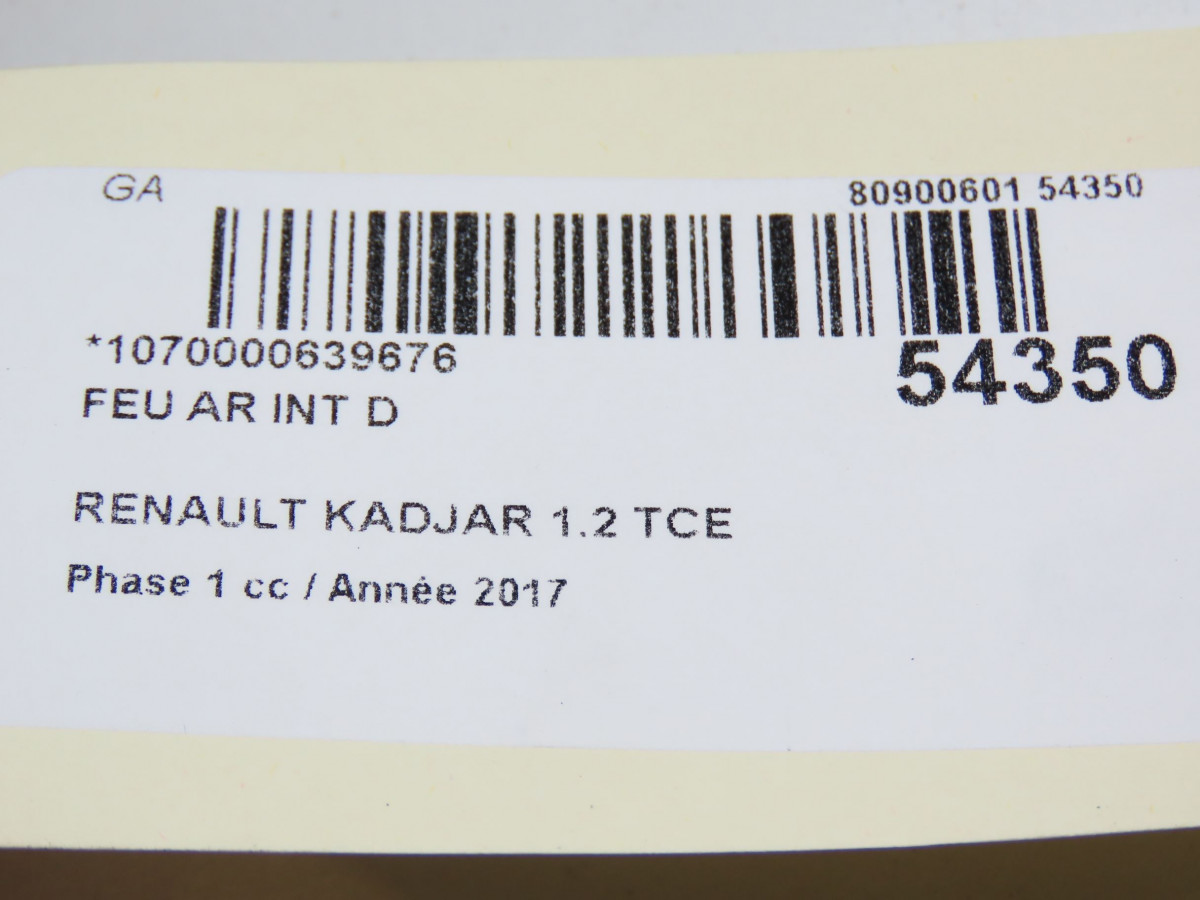 GA
80900601 54350
*1070000639676
54350
FEU AR INT D
RENAULT KADJAR 1.2 TCE
Phase 1 cc / Année 2017